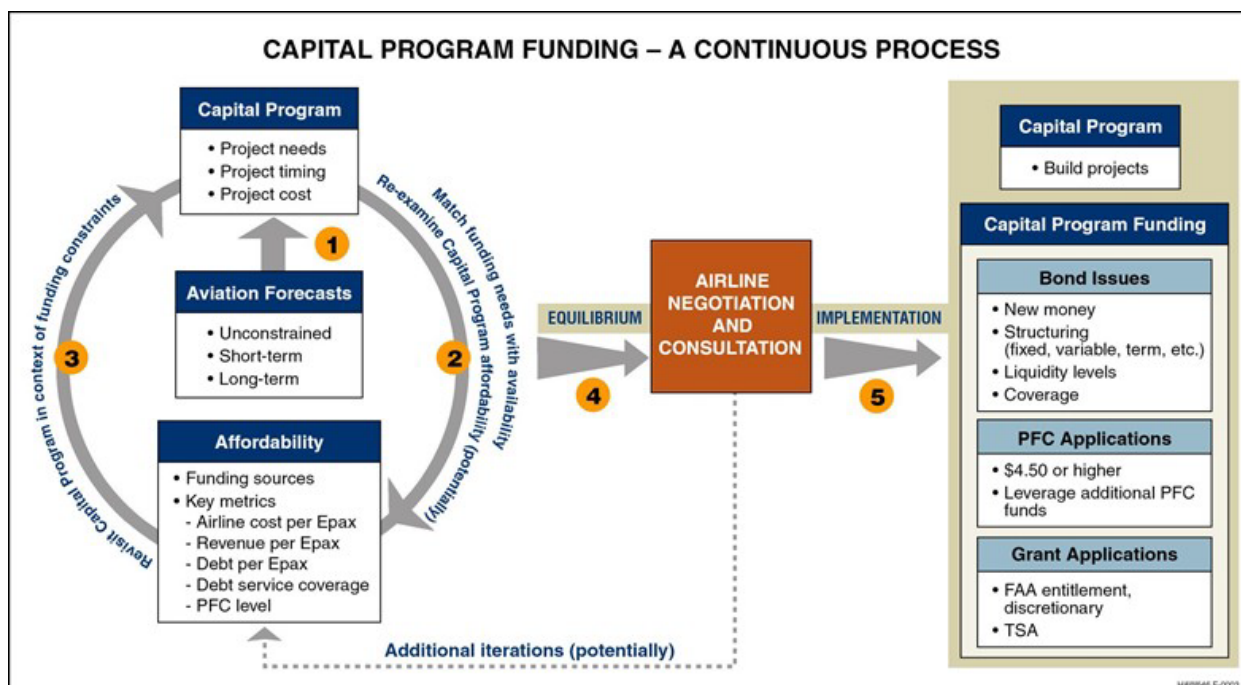 CAPITAL PROGRAM FUNDING – A CONTINUOUS PROCESS
Capital Program
• Project needs
• Project timing
• Project cost
1
Aviation Forecasts
• Unconstrained
• Short-term
• Long-term
Match funding needs with availability
Re-examine Capital Program affordability (potentially)
2
Affordability
• Funding sources
• Key metrics
- Airline cost per Epax
- Revenue per Epax
- Debt per Epax
- Debt service coverage
- PFC level
3
Revisit Capital Program in context of funding constraints
EQUILIBRIUM
4
AIRLINE
NEGOTIATION
AND
CONSULTATION
IMPLEMENTATION
5
Additional iterations (potentially)
Capital Program
• Build projects
Capital Program Funding
Bond Issues
• New money
• Structuring
(fixed, variable, term, etc.)
• Liquidity levels
• Coverage
PFC Applications
• $4.50 or higher
• Leverage additional PFC
funds
Grant Applications
• FAA entitlement,
discretionary
• TSA